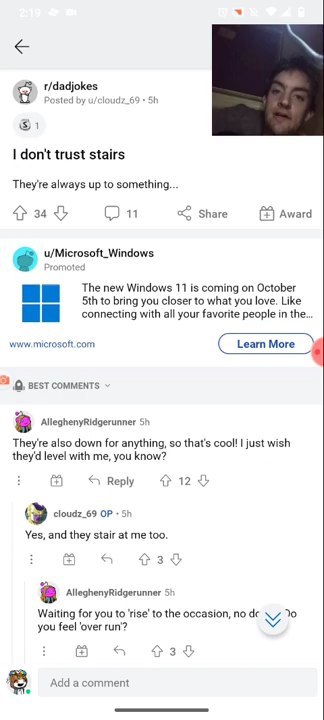 2:19
r/dadjokes
Posted by u/cloudz_69 • 5h
1
I don't trust stairs
They're always up to something...
34
11
Share
Award
u/Microsoft_Windows
Promoted
The new Windows 11 is coming on October
5th to bring you closer to what you love. Like
connecting with all your favorite people in the...
www.microsoft.com
Learn More
BEST COMMENTS
AlleghenyRidgerunner 5h
They're also down for anything, so that's cool! I just wish
they'd level with me, you know?
Reply
12
cloudz_69 OP • 5h
Yes, and they stair at me too.
3
AlleghenyRidgerunner 5h
Waiting for you to 'rise' to the occasion, no
you feel 'over run'?
3
Add a comment